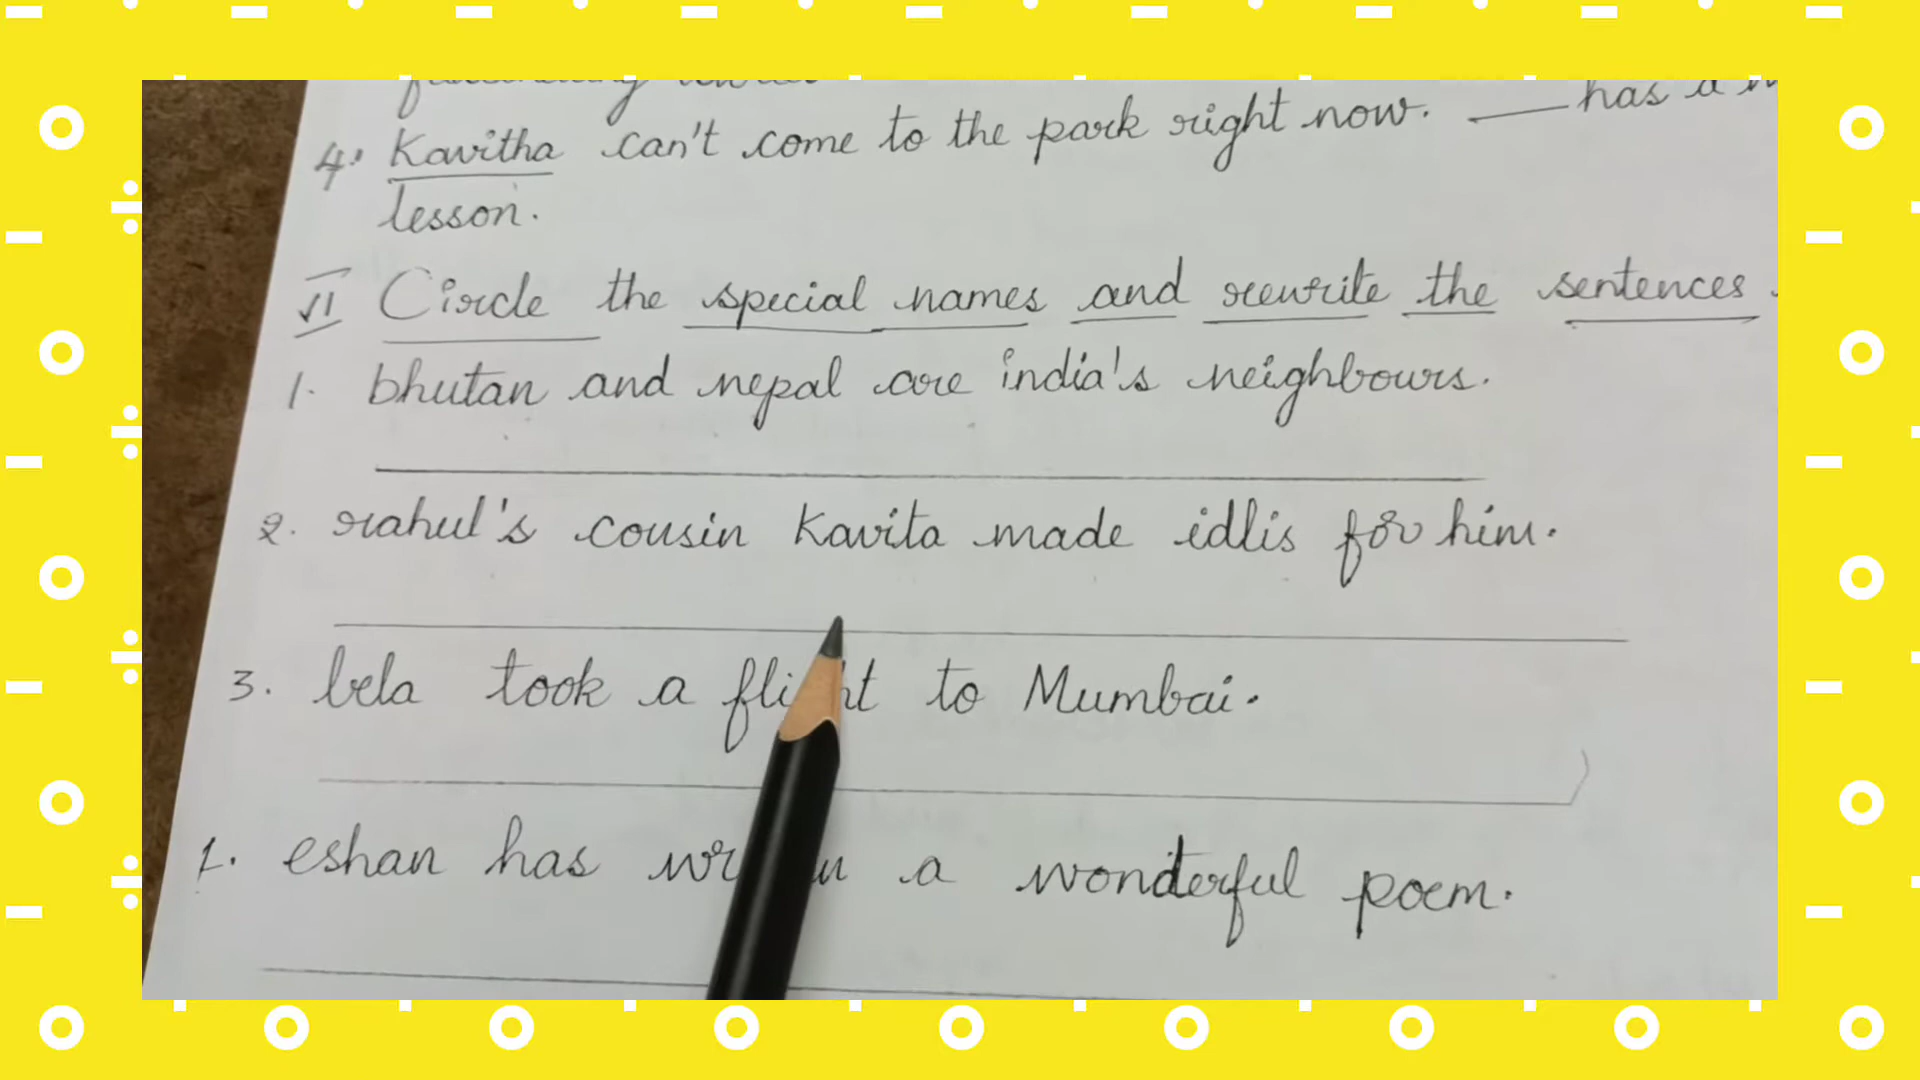 4. Kavitha can't come to the park right now. ___ has a
lesson.
VI Circle the special names and rewrite the sentences.
1. bhutan and nepal are india's neighbours.
2. rahul's cousin Kavita made idlis for him.
3. bela took a flight to Mumbai.
eshan has a wonderful poem.